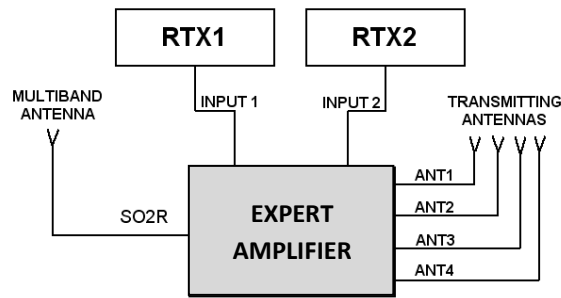 RTX1
RTX2
MULTIBAND
ANTENNA
INPUT 1
INPUT 2
TRANSMITTING
ANTENNAS
SO2R
EXPERT
AMPLIFIER
ANT1
ANT2
ANT3
ANT4